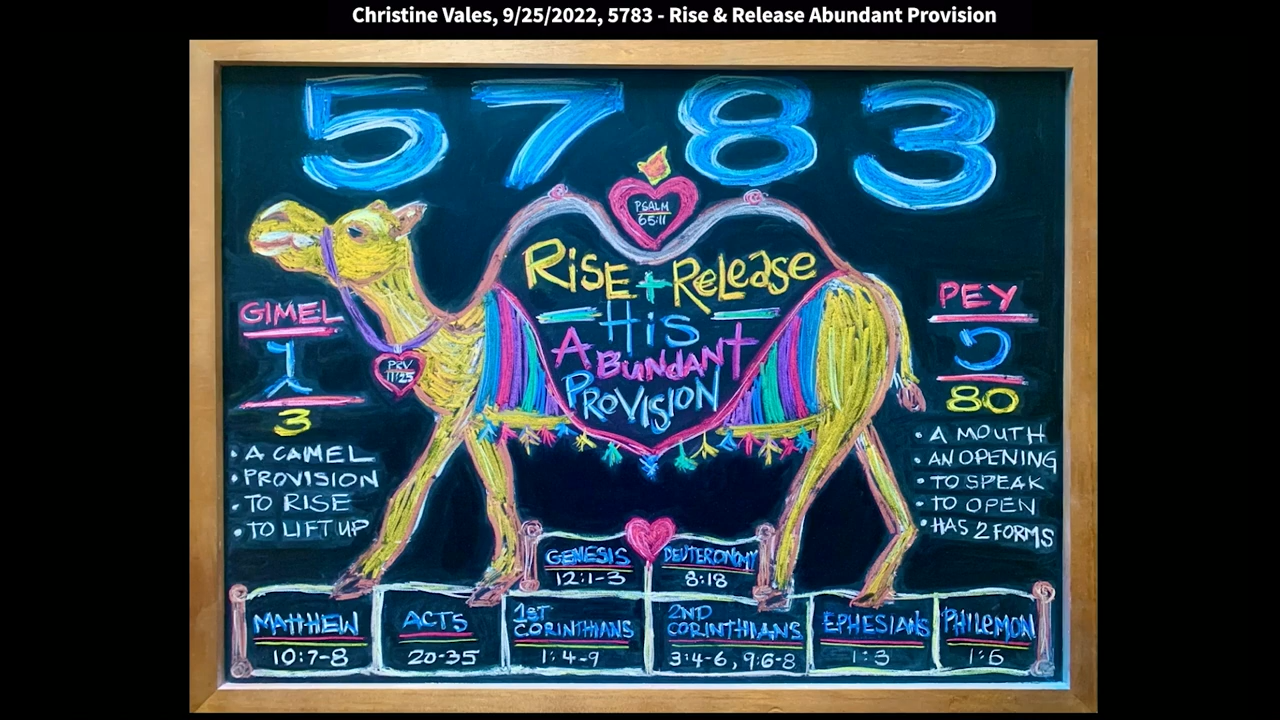 Christine Vales, 9/25/2022, 5783 - Rise & Release Abundant Provision
5783
PSALM
65:11
RiSE + ReLEaSe
HiS
ABUNDANT
PROViSION
GIMEL
ג
3
• A CAMEL
• PROVISION
• TO RISE
• TO LIFT UP
PRV
11:25
PEY
פ
80
• A MOUTH
• AN OPENING
• TO SPEAK
• TO OPEN
• HAS 2 FORMS
GENESIS
12:1-3
DEUTERONOMY
8:18
MATTHEW
10:7-8
ACTS
20-35
1ST
CORINTHIANS
1:4-9
2ND
CORINTHIANS
3:4-6, 9:6-8
EPHESIANS
1:3
PHILEMON
1:6